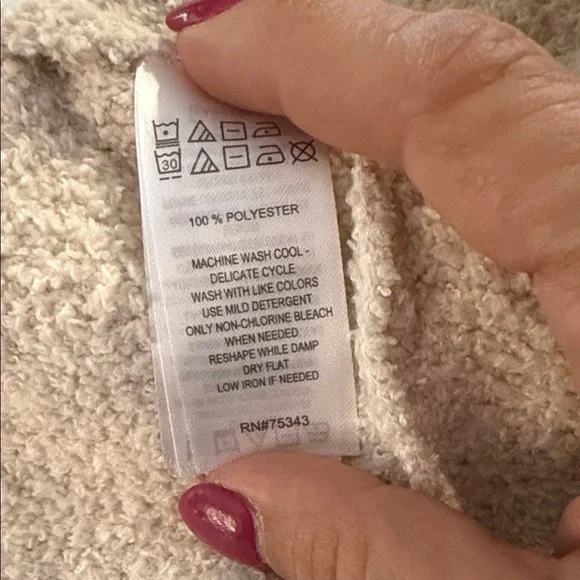 30
100 % POLYESTER
MACHINE WASH COOL -
DELICATE CYCLE
WASH WITH LIKE COLORS
USE MILD DETERGENT
ONLY NON-CHLORINE BLEACH
WHEN NEEDED
RESHAPE WHILE DAMP
DRY FLAT
LOW IRON IF NEEDED
RN#75343